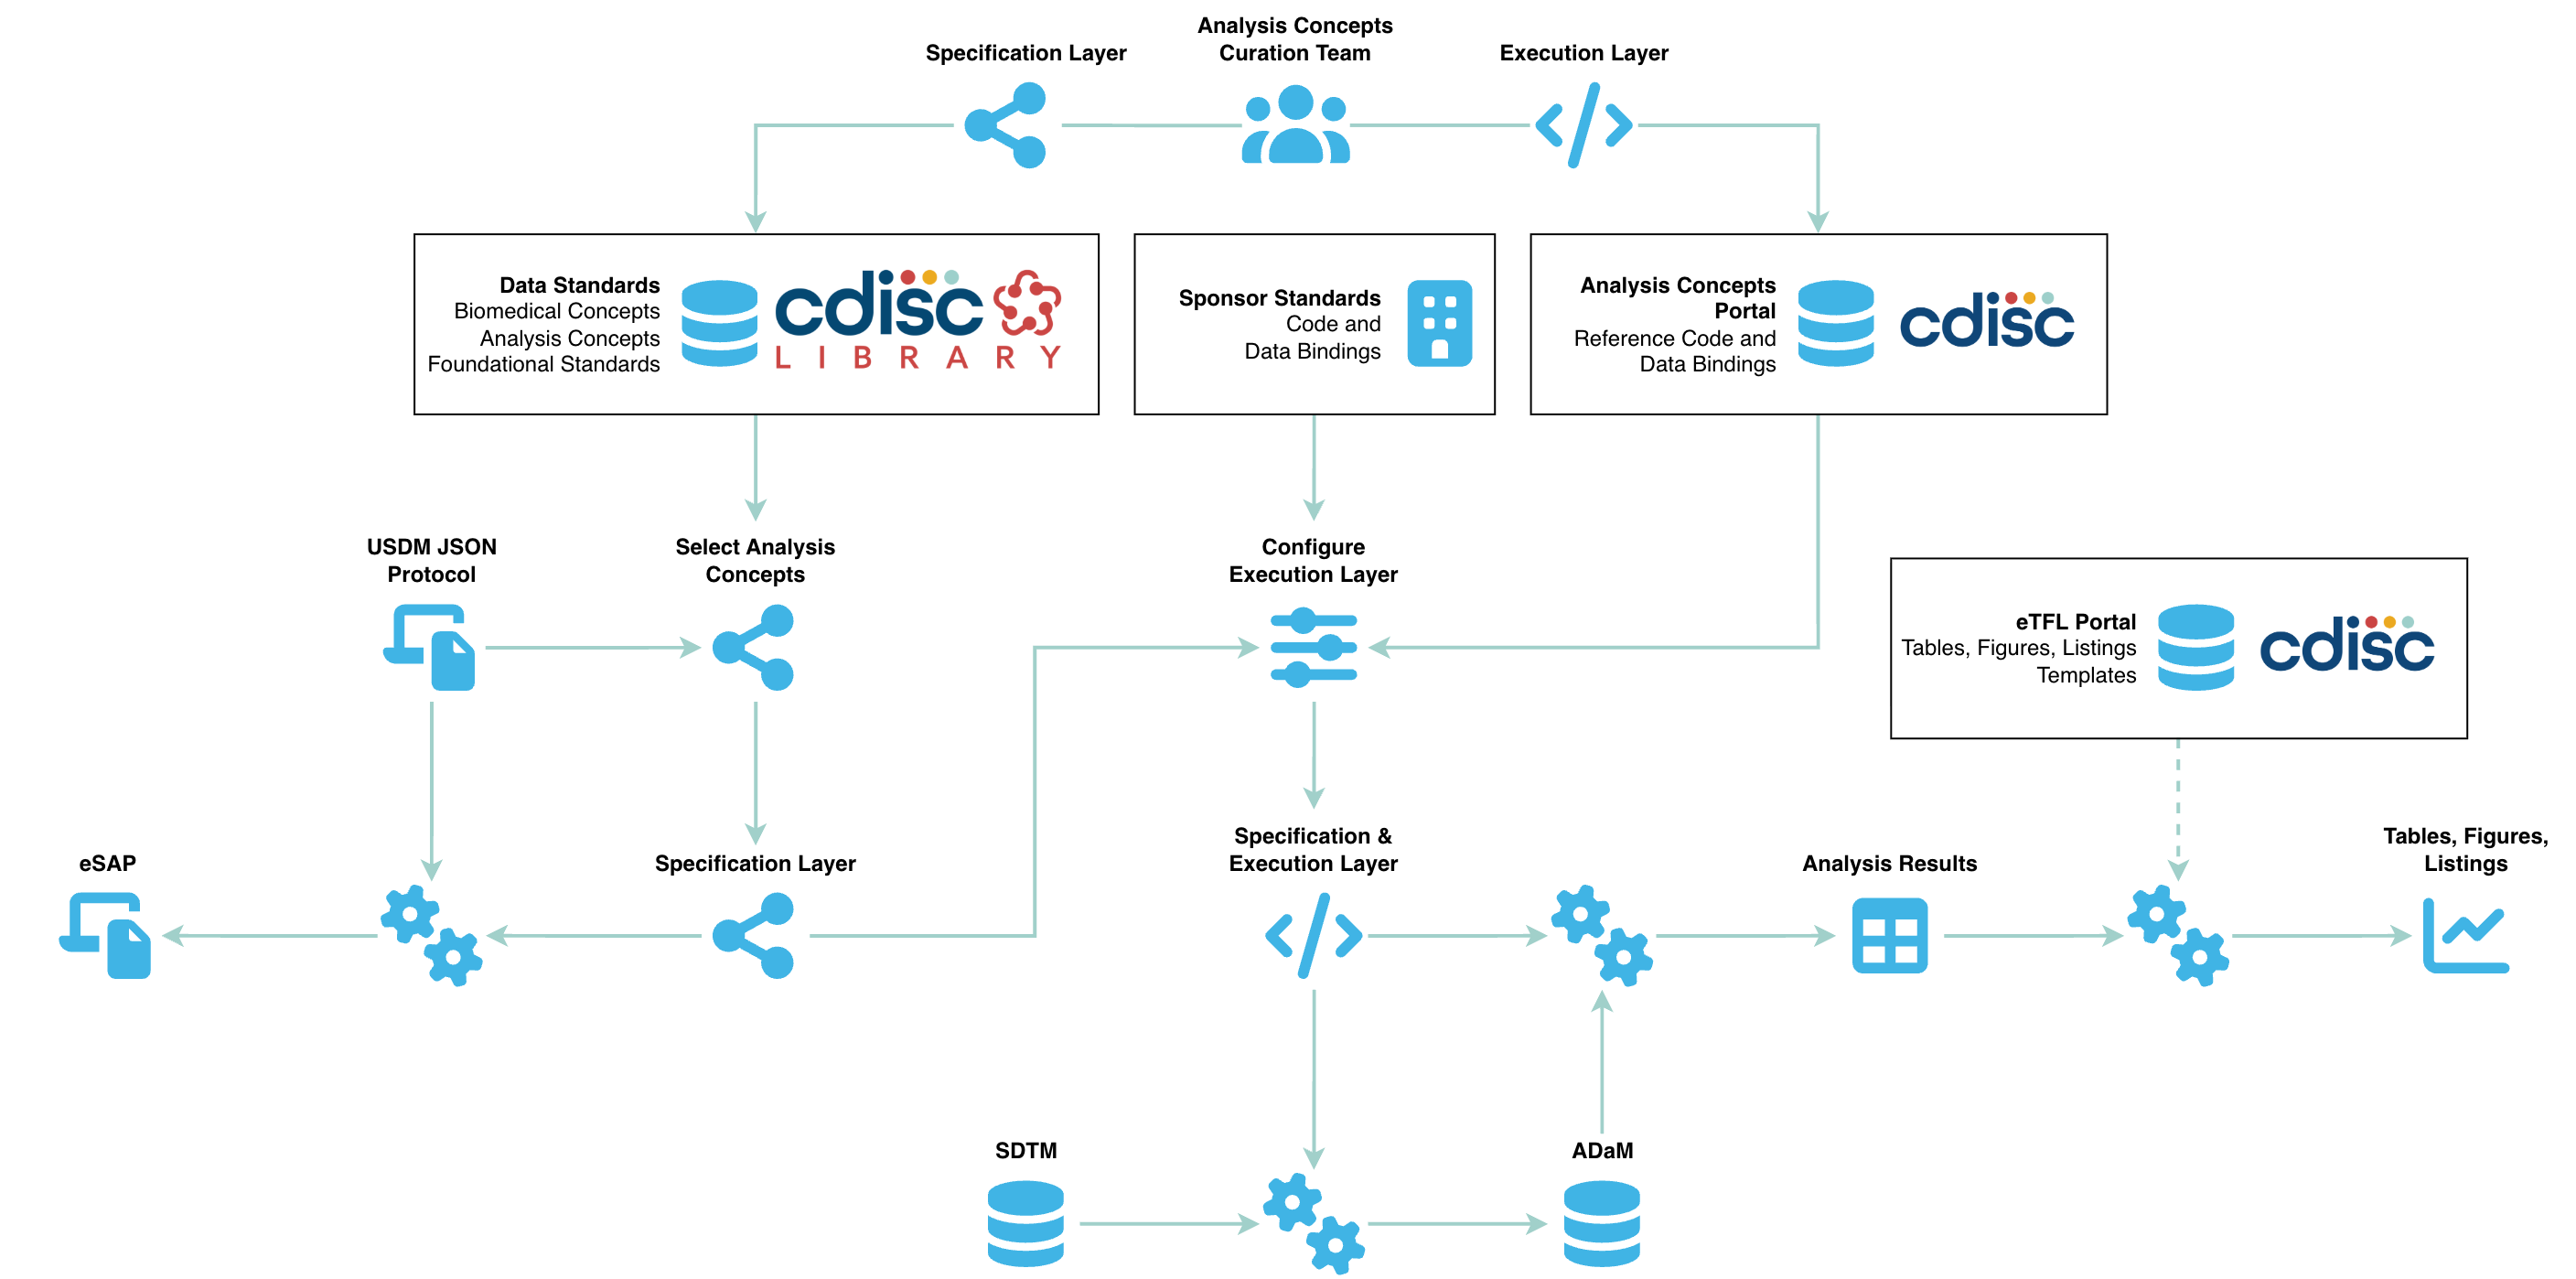 Analysis Concepts
Curation Team
Specification Layer
Execution Layer
Data Standards
Biomedical Concepts
Analysis Concepts
Foundational Standards
cdisc
LIBRARY
Sponsor Standards
Code and
Data Bindings
Analysis Concepts
Portal
Reference Code and
Data Bindings
cdisc
USDM JSON
Protocol
Select Analysis
Concepts
Configure
Execution Layer
eTFL Portal
Tables, Figures, Listings
Templates
cdisc
eSAP
Specification Layer
Specification &
Execution Layer
Analysis Results
Tables, Figures,
Listings
SDTM
ADaM